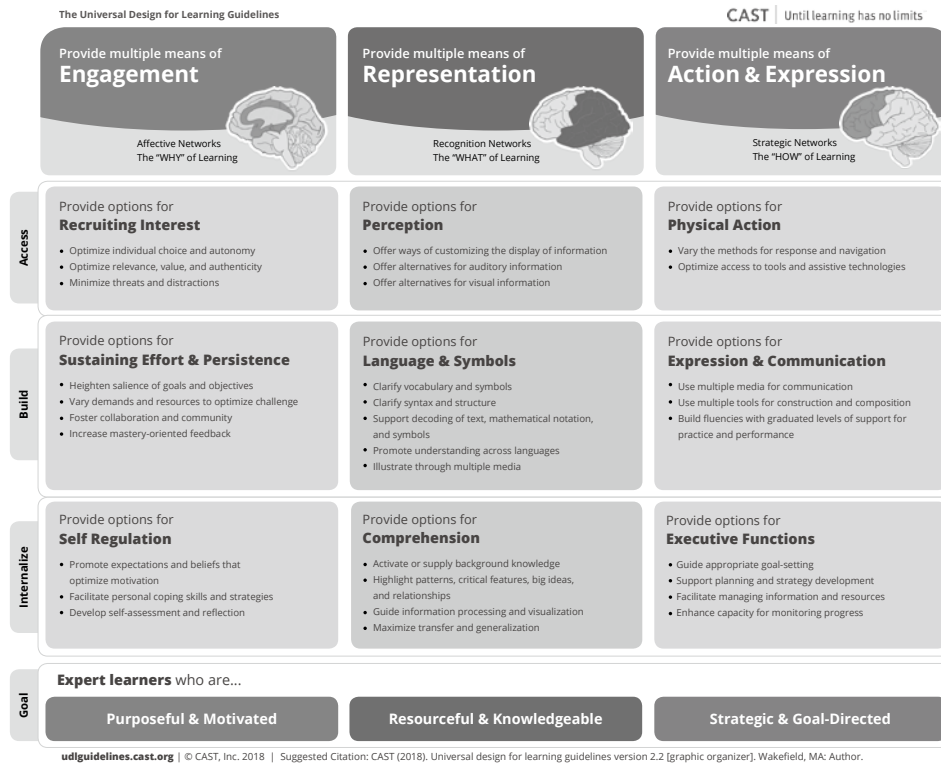 The Universal Design for Learning Guidelines
CAST | Until learning has no limits
Provide multiple means of
Engagement
Affective Networks
The “WHY” of Learning
Provide multiple means of
Representation
Recognition Networks
The “WHAT” of Learning
Provide multiple means of
Action & Expression
Strategic Networks
The “HOW” of Learning
Access
Provide options for
Recruiting Interest
• Optimize individual choice and autonomy
• Optimize relevance, value, and authenticity
• Minimize threats and distractions
Provide options for
Perception
• Offer ways of customizing the display of information
• Offer alternatives for auditory information
• Offer alternatives for visual information
Provide options for
Physical Action
• Vary the methods for response and navigation
• Optimize access to tools and assistive technologies
Build
Provide options for
Sustaining Effort & Persistence
• Heighten salience of goals and objectives
• Vary demands and resources to optimize challenge
• Foster collaboration and community
• Increase mastery-oriented feedback
Provide options for
Language & Symbols
• Clarify vocabulary and symbols
• Clarify syntax and structure
• Support decoding of text, mathematical notation,
and symbols
• Promote understanding across languages
• Illustrate through multiple media
Provide options for
Expression & Communication
• Use multiple media for communication
• Use multiple tools for construction and composition
• Build fluencies with graduated levels of support for
practice and performance
Internalize
Provide options for
Self Regulation
• Promote expectations and beliefs that
optimize motivation
• Facilitate personal coping skills and strategies
• Develop self-assessment and reflection
Provide options for
Comprehension
• Activate or supply background knowledge
• Highlight patterns, critical features, big ideas,
and relationships
• Guide information processing and visualization
• Maximize transfer and generalization
Provide options for
Executive Functions
• Guide appropriate goal-setting
• Support planning and strategy development
• Facilitate managing information and resources
• Enhance capacity for monitoring progress
Goal
Expert learners who are...
Purposeful & Motivated
Resourceful & Knowledgeable
Strategic & Goal-Directed
udlguidelines.cast.org | © CAST, Inc. 2018 | Suggested Citation: CAST (2018). Universal design for learning guidelines version 2.2 [graphic organizer]. Wakefield, MA: Author.